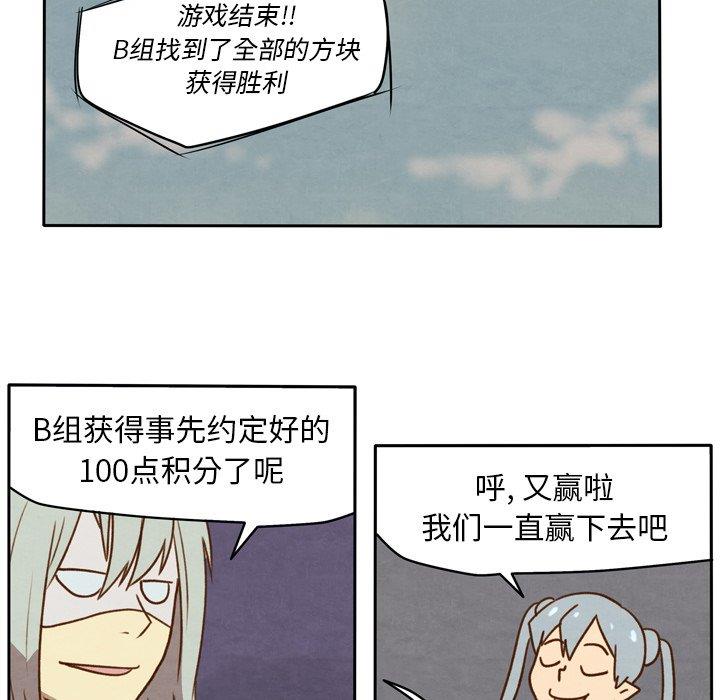 游戏结束!!
B组找到了全部的方块
获得胜利
B组获得事先约定好的
100点积分了呢
呼, 又赢啦
我们一直赢下去吧